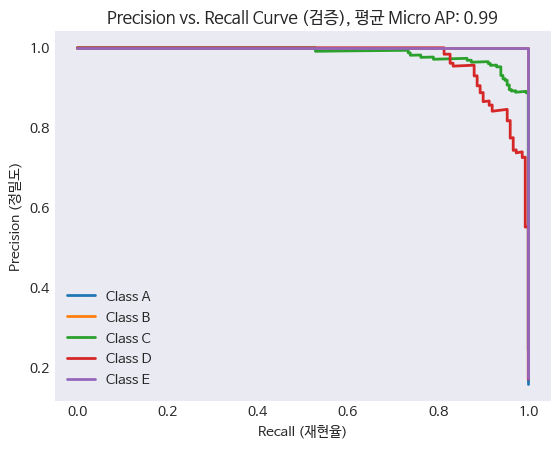 Precision vs. Recall Curve (검증), 평균 Micro AP: 0.99
Precision (정밀도)
1.0
0.8
0.6
0.4
0.2
Class A
Class B
Class C
Class D
Class E
0.0 0.2 0.4 0.6 0.8 1.0
Recall (재현율)